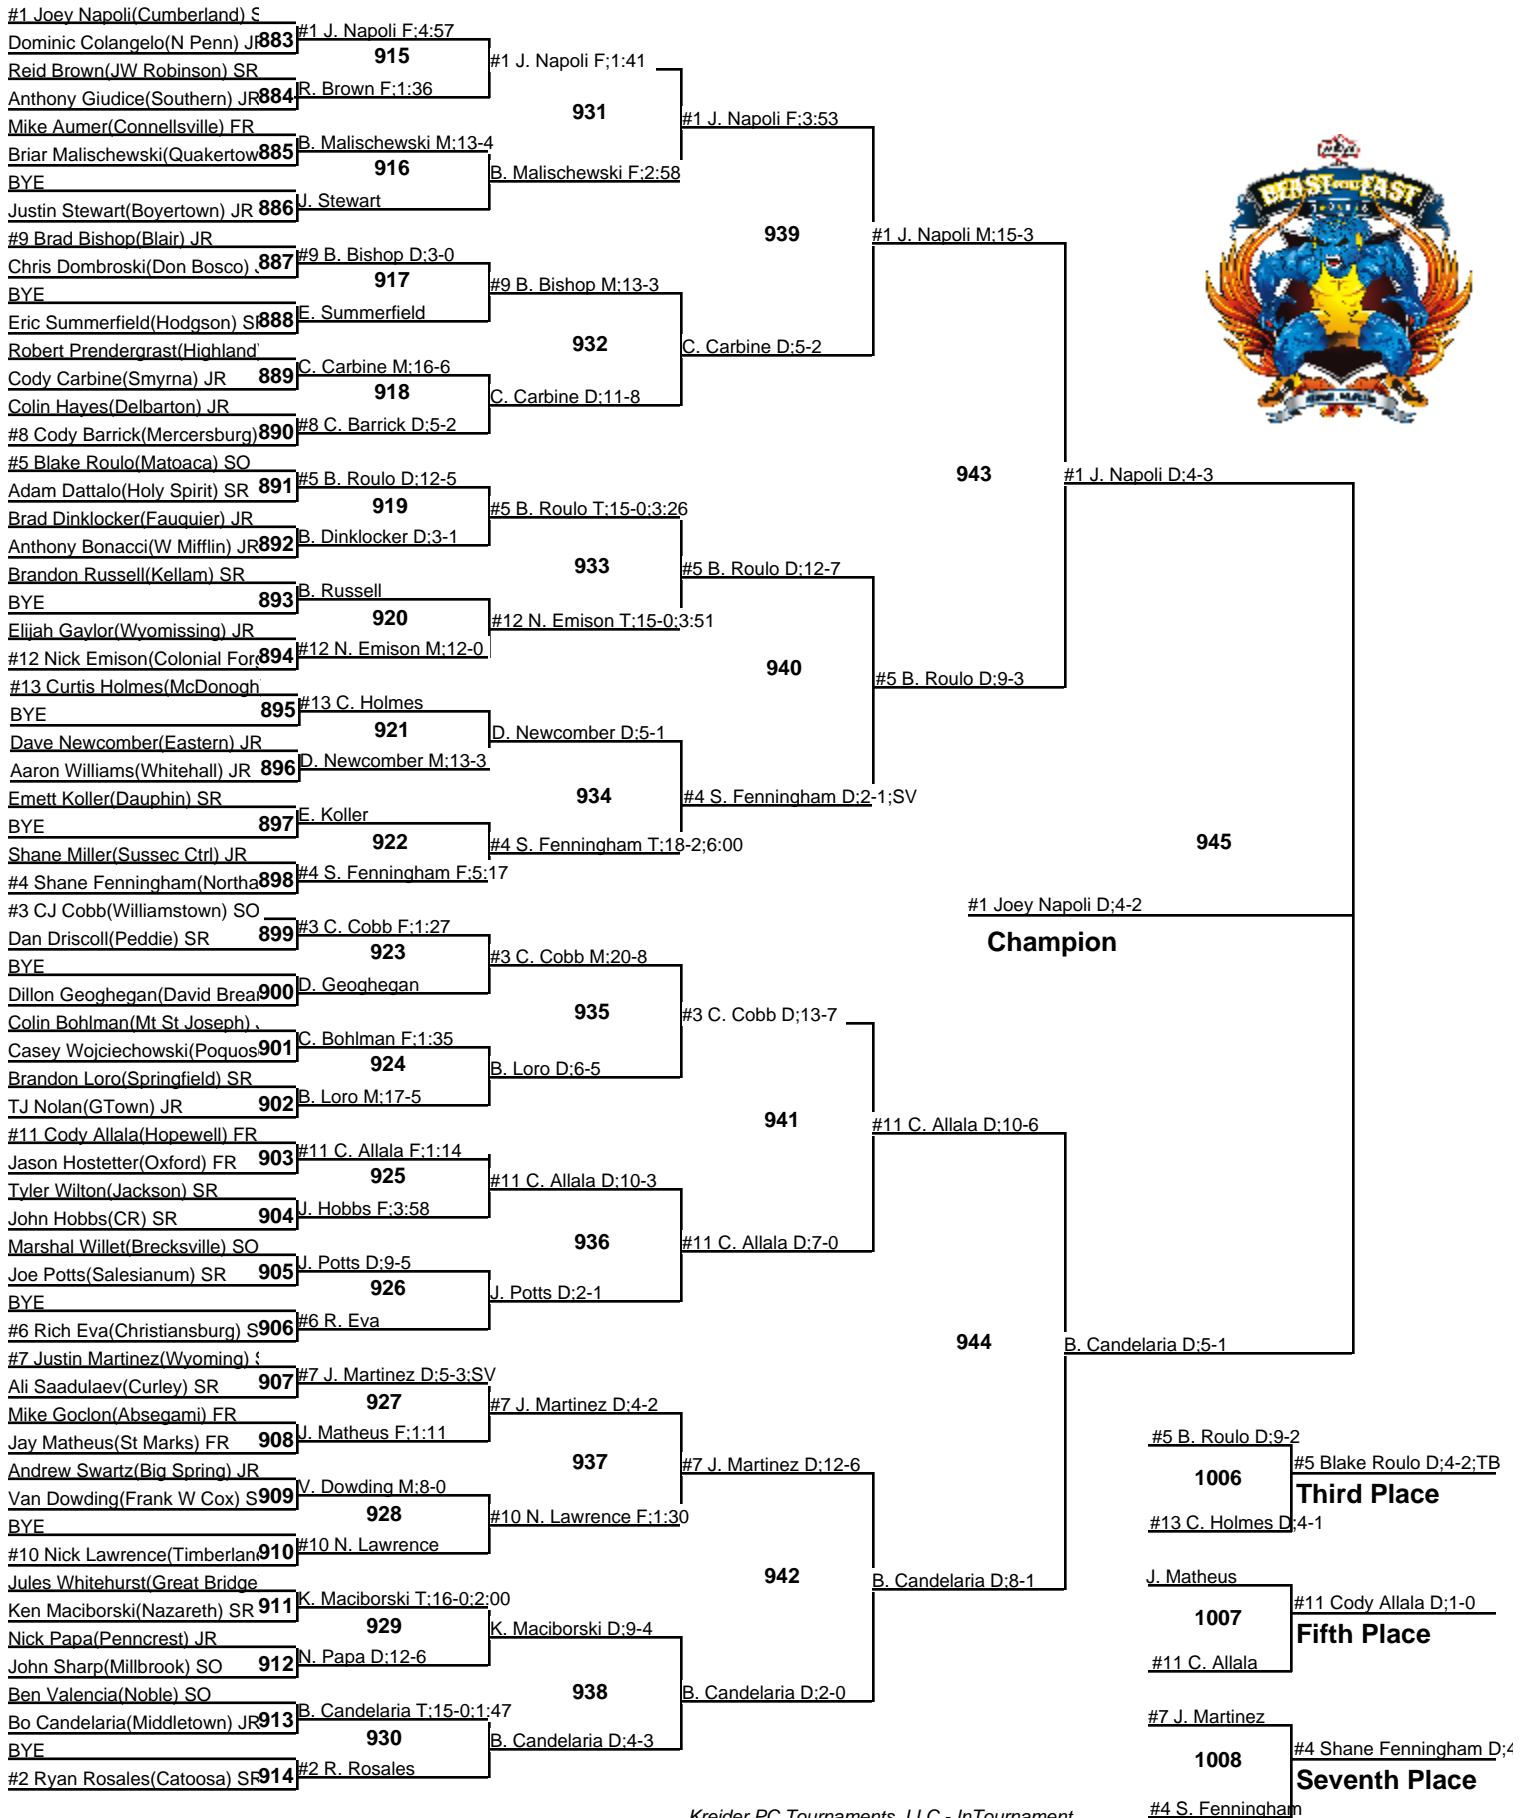 #1 Joey Napoli(Cumberland) S
Dominic Colangelo(N Penn) JR
883
Reid Brown(JW Robinson) SR
Anthony Giudice(Southern) JR
884
Mike Aumer(Connellsville) FR
Briar Malischewski(Quakertow
885
BYE
Justin Stewart(Boyertown) JR
886
#9 Brad Bishop(Blair) JR
Chris Dombroski(Don Bosco) J
887
BYE
Eric Summerfield(Hodgson) SR
888
Robert Prendergrast(Highland)
Cody Carbine(Smyrna) JR
889
Colin Hayes(Delbarton) JR
#8 Cody Barrick(Mercersburg)
890
#5 Blake Roulo(Matoaca) SO
Adam Dattalo(Holy Spirit) SR
891
Brad Dinklocker(Fauquier) JR
Anthony Bonacci(W Mifflin) JR
892
Brandon Russell(Kellam) SR
BYE
893
Elijah Gaylor(Wyomissing) JR
#12 Nick Emison(Colonial Forg
894
#13 Curtis Holmes(McDonogh)
BYE
895
Dave Newcomber(Eastern) JR
Aaron Williams(Whitehall) JR
896
Emett Koller(Dauphin) SR
BYE
897
Shane Miller(Sussec Ctrl) JR
#4 Shane Fenningham(Northa
898
#3 CJ Cobb(Williamstown) SO
Dan Driscoll(Peddie) SR
899
BYE
Dillon Geoghegan(David Brear
900
Colin Bohlman(Mt St Joseph) J
Casey Wojciechowski(Poquos
901
Brandon Loro(Springfield) SR
TJ Nolan(GTown) JR
902
#11 Cody Allala(Hopewell) FR
Jason Hostetter(Oxford) FR
903
Tyler Wilton(Jackson) SR
John Hobbs(CR) SR
904
Marshal Willet(Brecksville) SO
Joe Potts(Salesianum) SR
905
BYE
#6 Rich Eva(Christiansburg) S
906
#7 Justin Martinez(Wyoming) S
Ali Saadulaev(Curley) SR
907
Mike Goclon(Absegami) FR
Jay Matheus(St Marks) FR
908
Andrew Swartz(Big Spring) JR
Van Dowding(Frank W Cox) S
909
BYE
#10 Nick Lawrence(Timberlane
910
Jules Whitehurst(Great Bridge
Ken Maciborski(Nazareth) SR
911
Nick Papa(Penncrest) JR
John Sharp(Millbrook) SO
912
Ben Valencia(Noble) SO
Bo Candelaria(Middletown) JR
913
BYE
#2 Ryan Rosales(Catoosa) SR
914
#1 J. Napoli F;4:57
915
R. Brown F;1:36
B. Malischewski M;13-4
916
J. Stewart
#9 B. Bishop D;3-0
917
E. Summerfield
C. Carbine M;16-6
918
#8 C. Barrick D;5-2
#5 B. Roulo D;12-5
919
B. Dinklocker D;3-1
B. Russell
920
#12 N. Emison M;12-0
#13 C. Holmes
921
D. Newcomber M;13-3
E. Koller
922
#4 S. Fenningham F;5:17
#3 C. Cobb F;1:27
923
D. Geoghegan
C. Bohlman F;1:35
924
B. Loro M;17-5
#11 C. Allala F;1:14
925
J. Hobbs F;3:58
J. Potts D;9-5
926
#6 R. Eva
#7 J. Martinez D;5-3;SV
927
J. Matheus F;1:11
V. Dowding M;8-0
928
#10 N. Lawrence
K. Maciborski T;16-0;2:00
929
N. Papa D;12-6
B. Candelaria T;15-0;1:47
930
#2 R. Rosales
#1 J. Napoli F;1:41
931
B. Malischewski F;2:58
#9 B. Bishop M;13-3
932
C. Carbine D;11-8
#5 B. Roulo T;15-0;3:26
933
#12 N. Emison T;15-0;3:51
D. Newcomber D;5-1
934
#4 S. Fenningham T;18-2;6:00
#3 C. Cobb M;20-8
935
B. Loro D;6-5
#11 C. Allala D;10-3
936
J. Potts D;2-1
#7 J. Martinez D;4-2
937
#10 N. Lawrence F;1:30
K. Maciborski D;9-4
938
B. Candelaria D;4-3
#1 J. Napoli F;3:53
939
C. Carbine D;5-2
#5 B. Roulo D;12-7
940
#4 S. Fenningham D;2-1;SV
#3 C. Cobb D;13-7
941
#11 C. Allala D;7-0
#7 J. Martinez D;12-6
942
B. Candelaria D;2-0
#1 J. Napoli M;15-3
943
#5 B. Roulo D;9-3
#11 C. Allala D;10-6
944
B. Candelaria D;8-1
#1 J. Napoli D;4-3
945
B. Candelaria D;5-1
#1 Joey Napoli D;4-2
Champion
BEAST OF THE EAST
#5 B. Roulo D;9-2
1006
#13 C. Holmes D;4-1
#5 Blake Roulo D;4-2;TB
Third Place
J. Matheus
1007
#11 C. Allala
#11 Cody Allala D;1-0
Fifth Place
#7 J. Martinez
1008
#4 S. Fenningham
#4 Shane Fenningham D;4
Seventh Place
Kreider PC Tournaments, LLC - InTournament